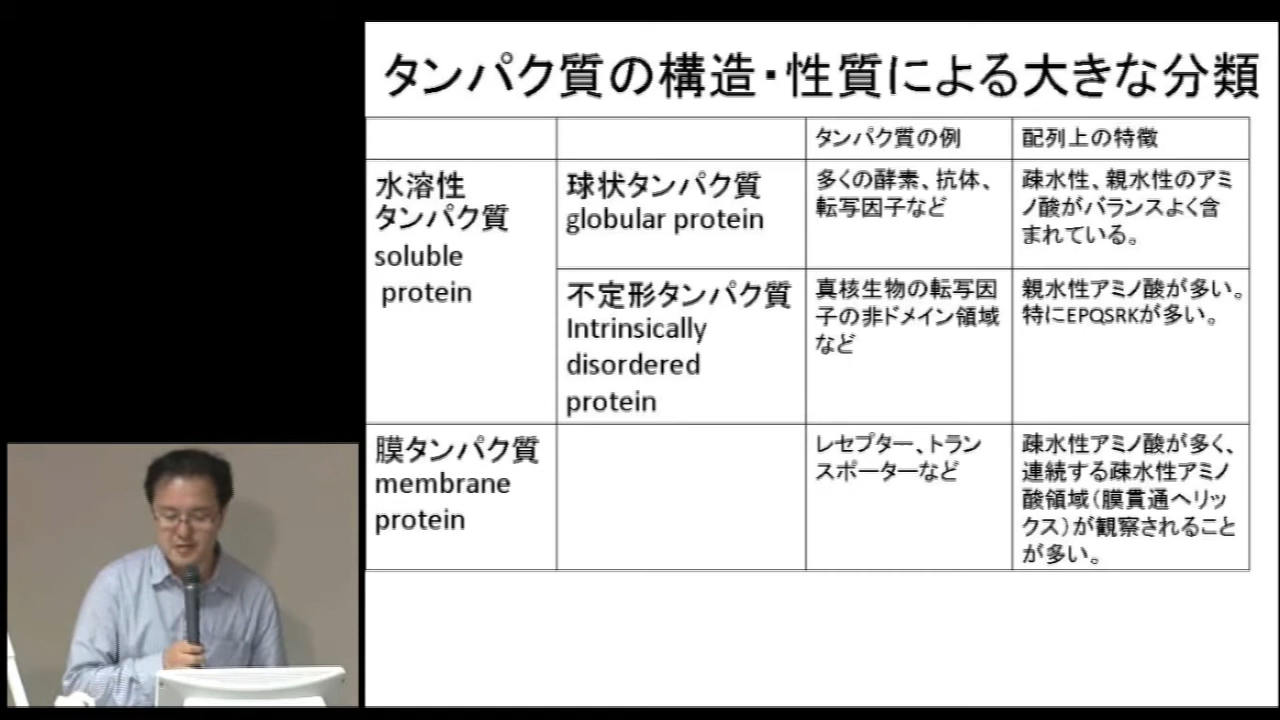 タンパク質の構造・性質による大きな分類
タンパク質の例
配列上の特徴
水溶性
タンパク質
soluble
protein
球状タンパク質
globular protein
多くの酵素、抗体、
転写因子など
疎水性、親水性のアミ
ノ酸がバランスよく含
まれている。
不定形タンパク質
Intrinsically
disordered
protein
真核生物の転写因
子の非ドメイン領域
など
親水性アミノ酸が多い。
特にEPQSRKが多い。
膜タンパク質
membrane
protein
レセプター、トラン
スポーターなど
疎水性アミノ酸が多く、
連続する疎水性アミノ
酸領域(膜貫通ヘリッ
クス)が観察されること
が多い。